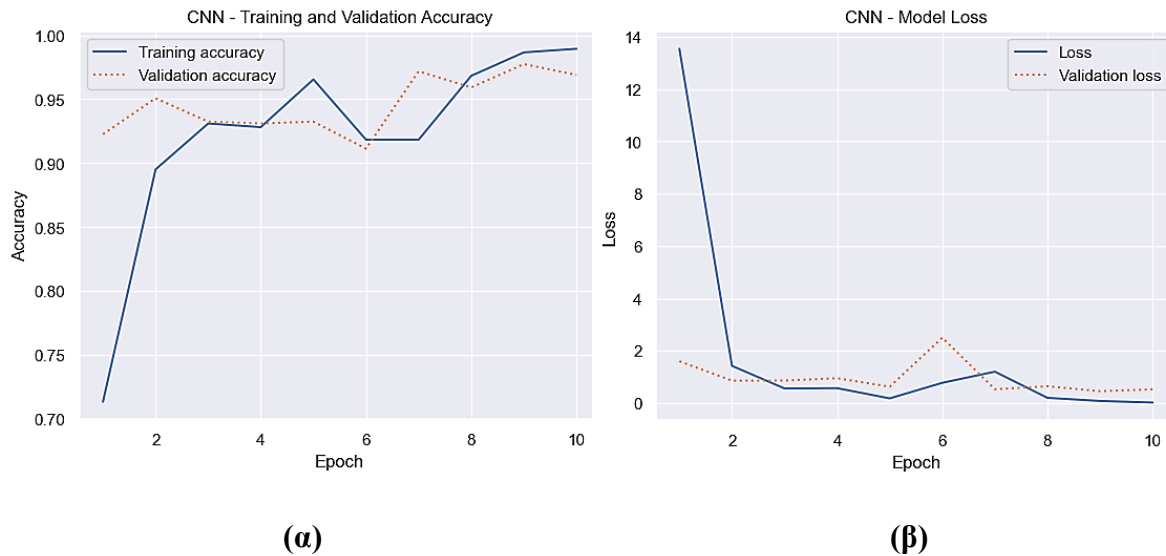 CNN - Training and Validation Accuracy
1.00
0.95
0.90
0.85
0.80
0.75
0.70
Accuracy
Training accuracy
Validation accuracy
2 4 6 8 10
Epoch
(α)
CNN - Model Loss
14
12
10
8
6
4
2
0
Loss
Loss
Validation loss
2 4 6 8 10
Epoch
(β)